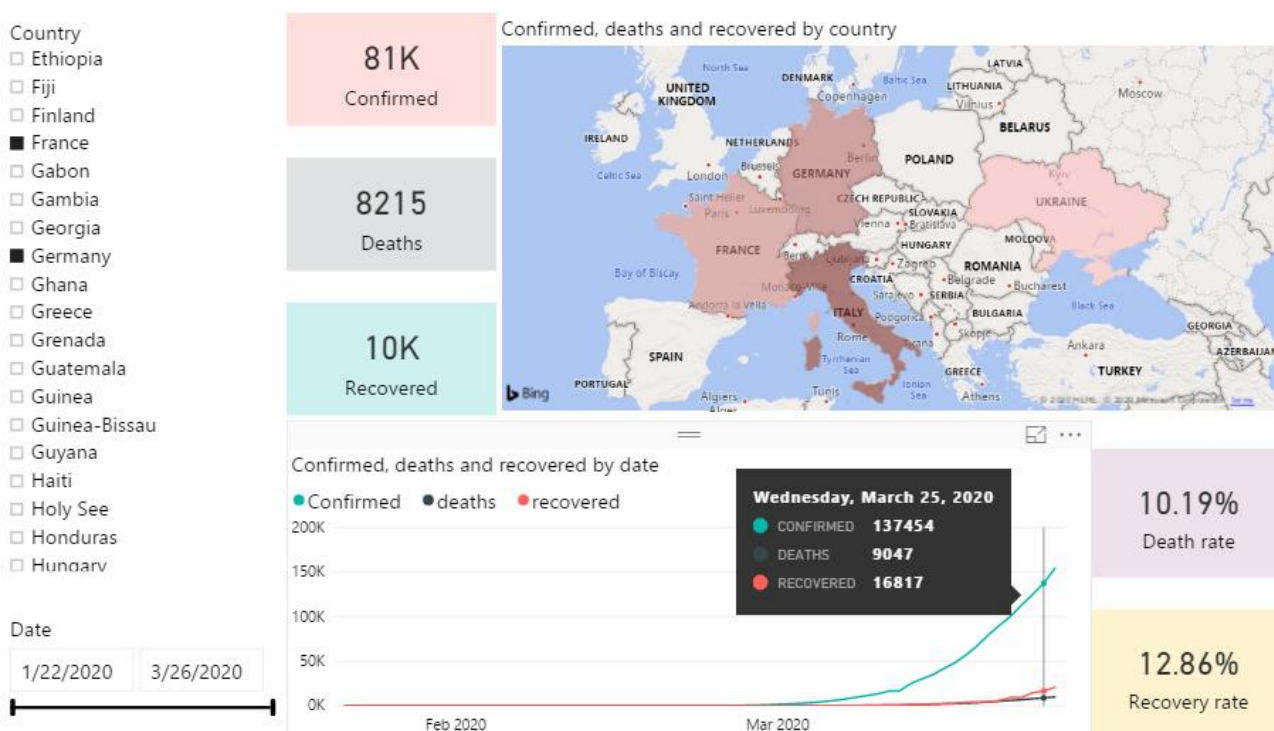 Country
Ethiopia
Fiji
Finland
France
Gabon
Gambia
Georgia
Germany
Ghana
Greece
Grenada
Guatemala
Guinea
Guinea-Bissau
Guyana
Haiti
Holy See
Honduras
Hungary
Date
1/22/2020
3/26/2020
81K
Confirmed
8215
Deaths
10K
Recovered
Confirmed, deaths and recovered by country
North Sea
DENMARK
Copenhagen
Baltic Sea
LATVIA
LITHUANIA
Vilnius
Moscow
UNITED
KINGDOM
IRELAND
NETHERLANDS
Berlin
BELARUS
POLAND
Celtic Sea
London
Brussels
GERMANY
Kyiv
UKRAINE
Saint Helier
Paris
Luxembourg
CZECH REPUBLIC
SLOVAKIA
Vienna
Bratislava
FRANCE
Bern
HUNGARY
MOLDOVA
Ljubljana
Zagreb
CROATIA
ROMANIA
Bay of Biscay
Monaco-Ville
Sarajevo
Belgrade
SERBIA
Bucharest
Andorra la Vella
ITALY
Podgorica
BULGARIA
Black Sea
Rome
Skopje
Tirana
GEORGIA
SPAIN
Tyrrhenian
Sea
Ankara
AZERBAIJAN
PORTUGAL
GREECE
TURKEY
Bing
Algiers
Alger
Tunis
Ionian
Sea
Athens
Confirmed, deaths and recovered by date
Confirmed
deaths
recovered
200K
150K
100K
50K
0K
Feb 2020
Mar 2020
Wednesday, March 25, 2020
CONFIRMED 137454
DEATHS 9047
RECOVERED 16817
10.19%
Death rate
12.86%
Recovery rate